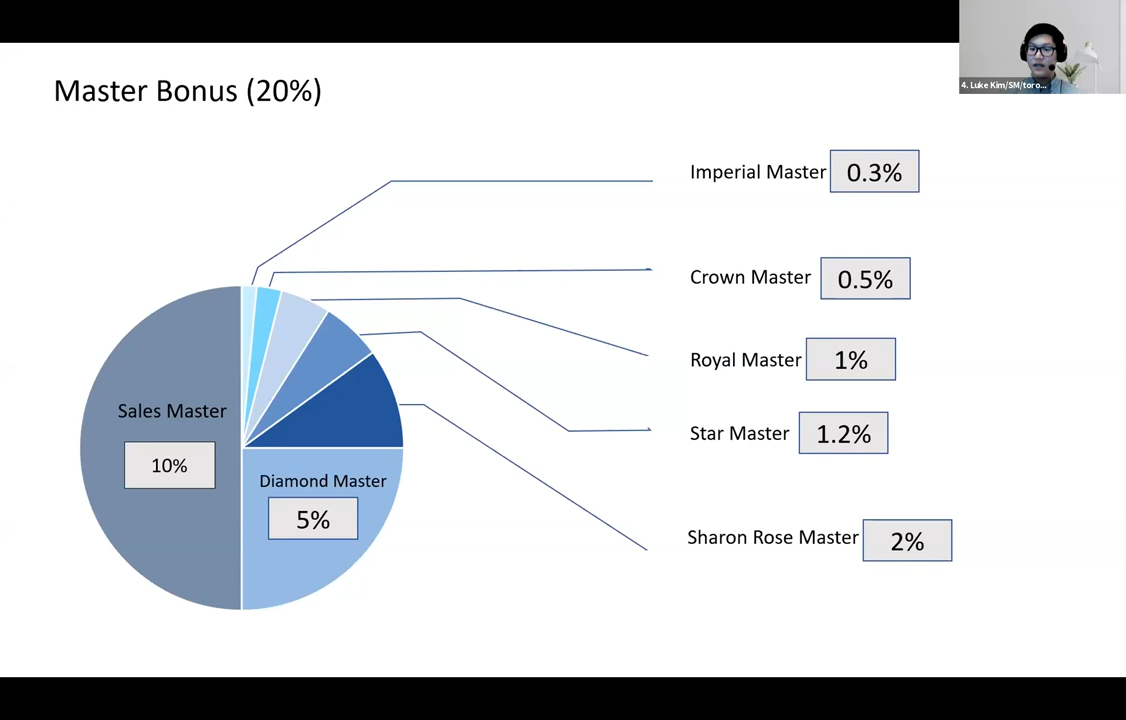 4. Luke Kim/SM/toro...
Master Bonus (20%)
Imperial Master 0.3%
Crown Master 0.5%
Royal Master 1%
Star Master 1.2%
Sharon Rose Master 2%
Sales Master
10%
Diamond Master
5%